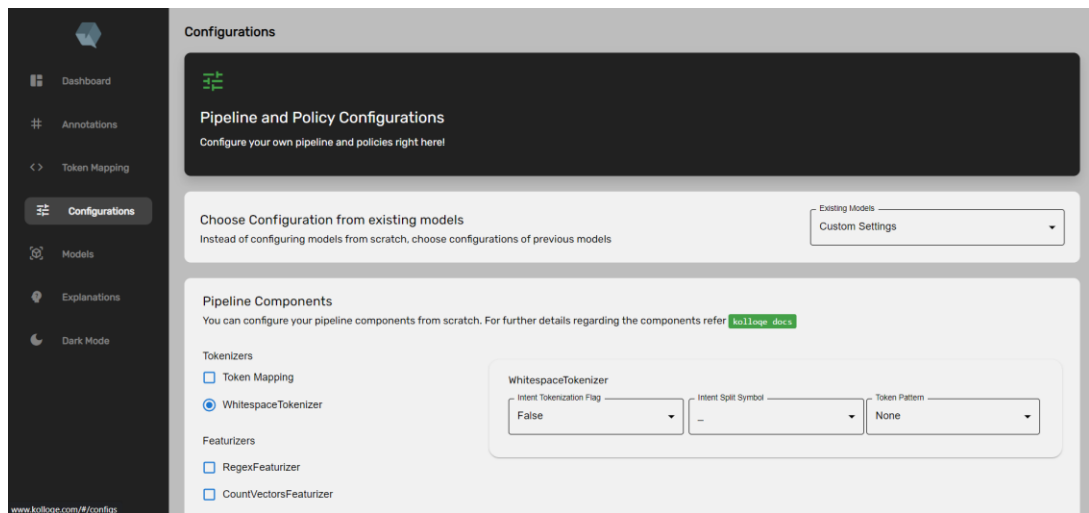 Configurations
Dashboard
Annotations
Token Mapping
Configurations
Models
Explanations
Dark Mode
Pipeline and Policy Configurations
Configure your own pipeline and policies right here!
Choose Configuration from existing models
Instead of configuring models from scratch, choose configurations of previous models
Existing Models
Custom Settings
Pipeline Components
You can configure your pipeline components from scratch. For further details regarding the components refer kolloqe docs
Tokenizers
Token Mapping
WhitespaceTokenizer
WhitespaceTokenizer
Intent Tokenization Flag
False
Intent Split Symbol
_
Token Pattern
None
Featurizers
RegexFeaturizer
CountVectorsFeaturizer
www.kolloqe.com/#/configs